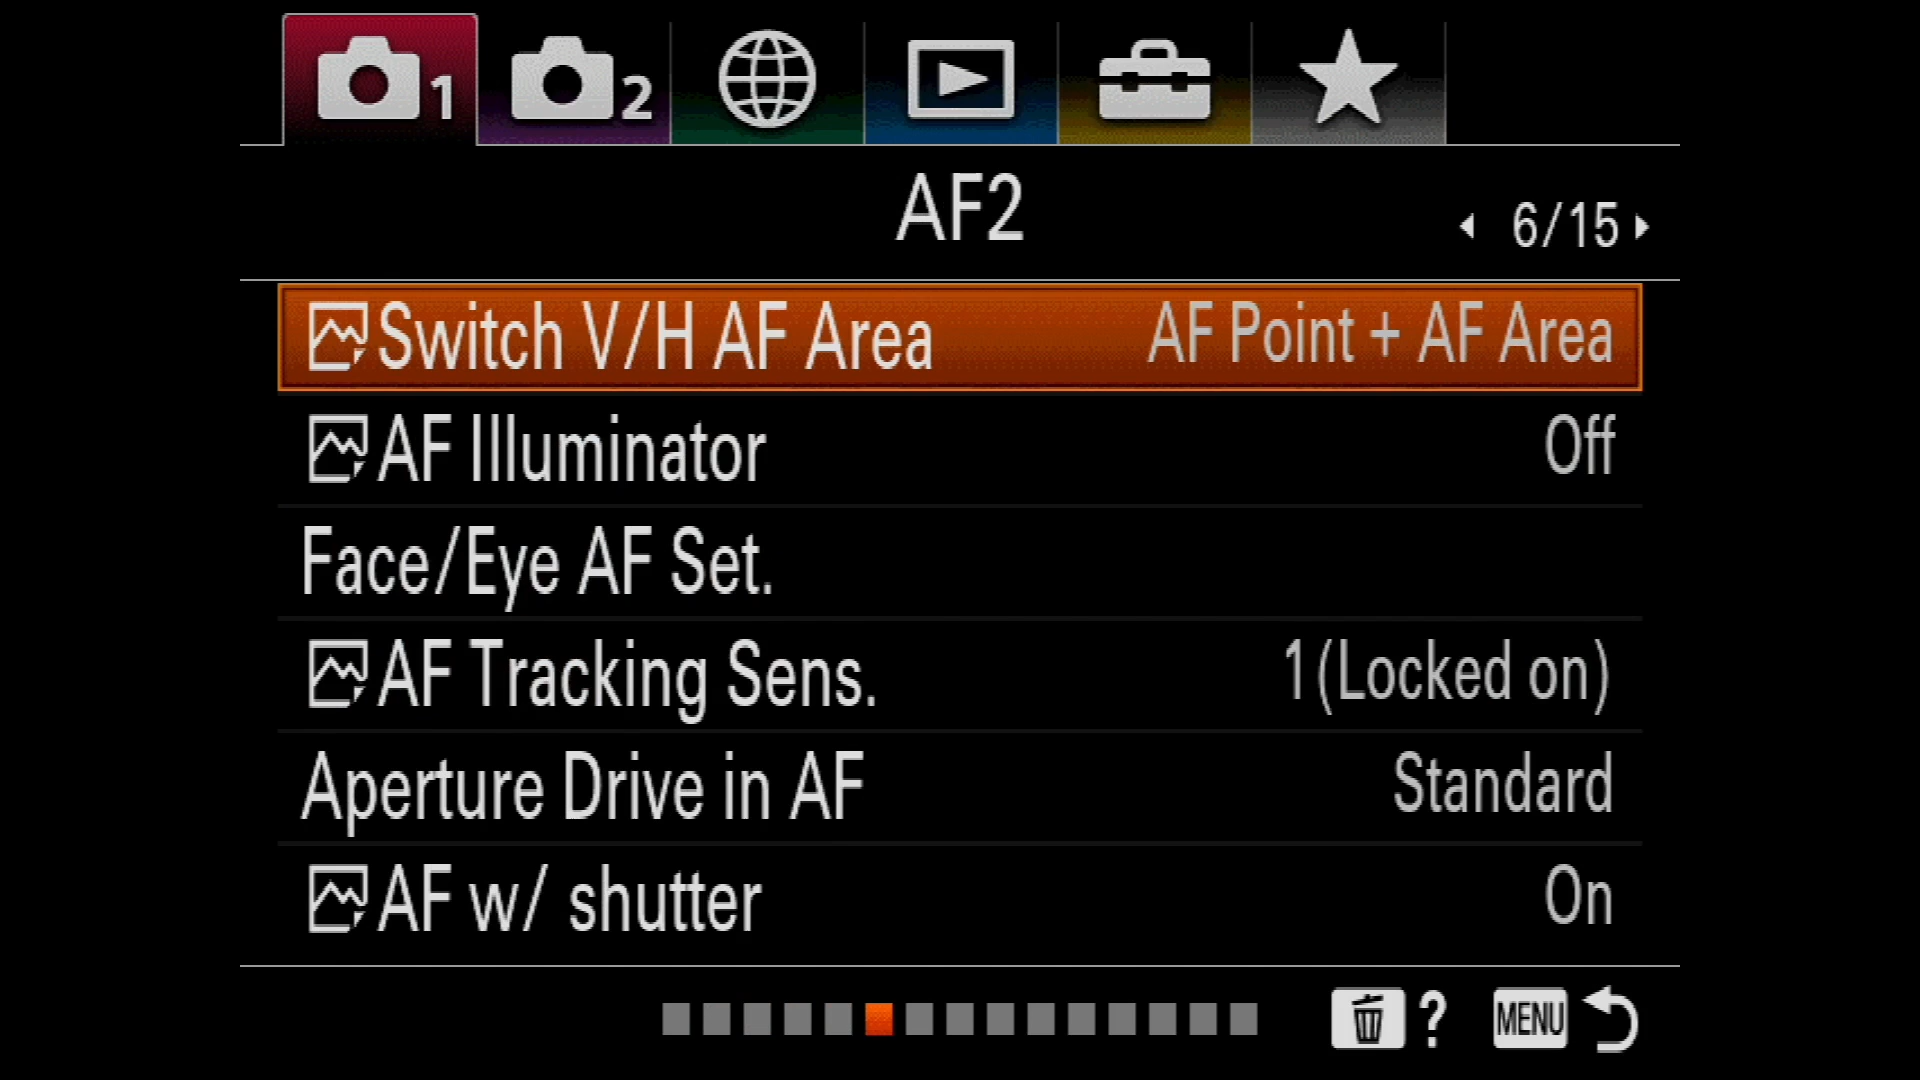 1 2
AF2
6/15
Switch V/H AF Area AF Point + AF Area
AF Illuminator Off
Face/Eye AF Set.
AF Tracking Sens. 1(Locked on)
Aperture Drive in AF Standard
AF w/ shutter On
? MENU